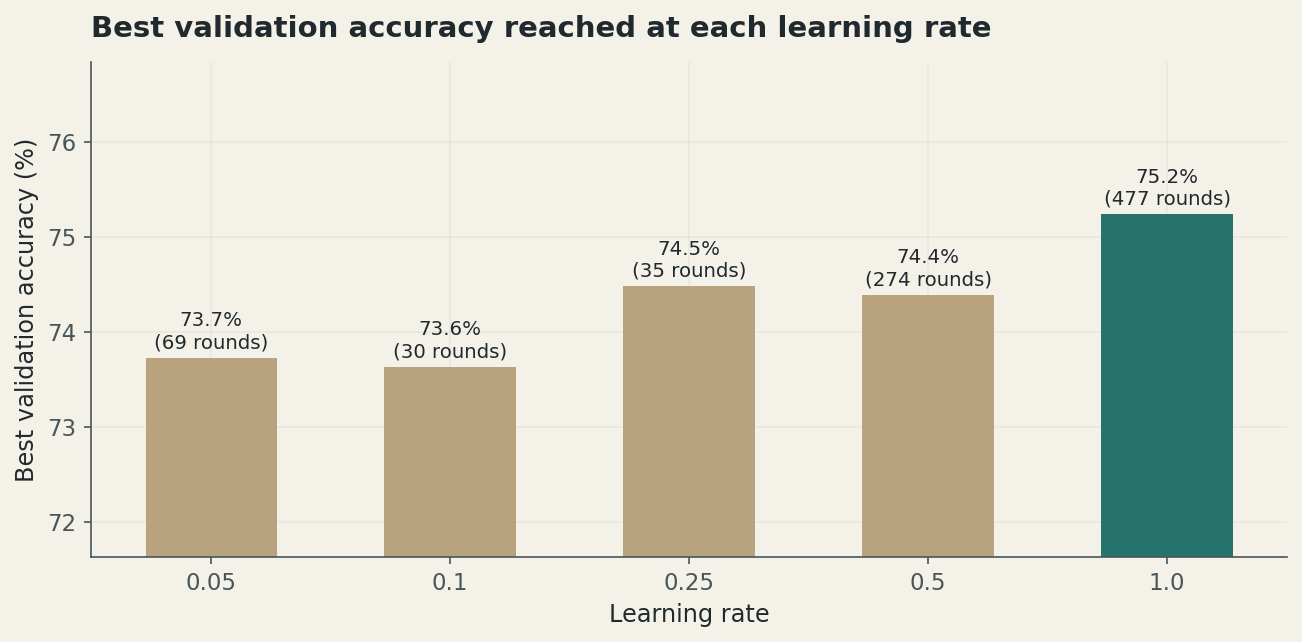 Best validation accuracy reached at each learning rate
Best validation accuracy (%)
76
75
74
73
72
73.7%
(69 rounds)
73.6%
(30 rounds)
74.5%
(35 rounds)
74.4%
(274 rounds)
75.2%
(477 rounds)
0.05
0.1
0.25
0.5
1.0
Learning rate